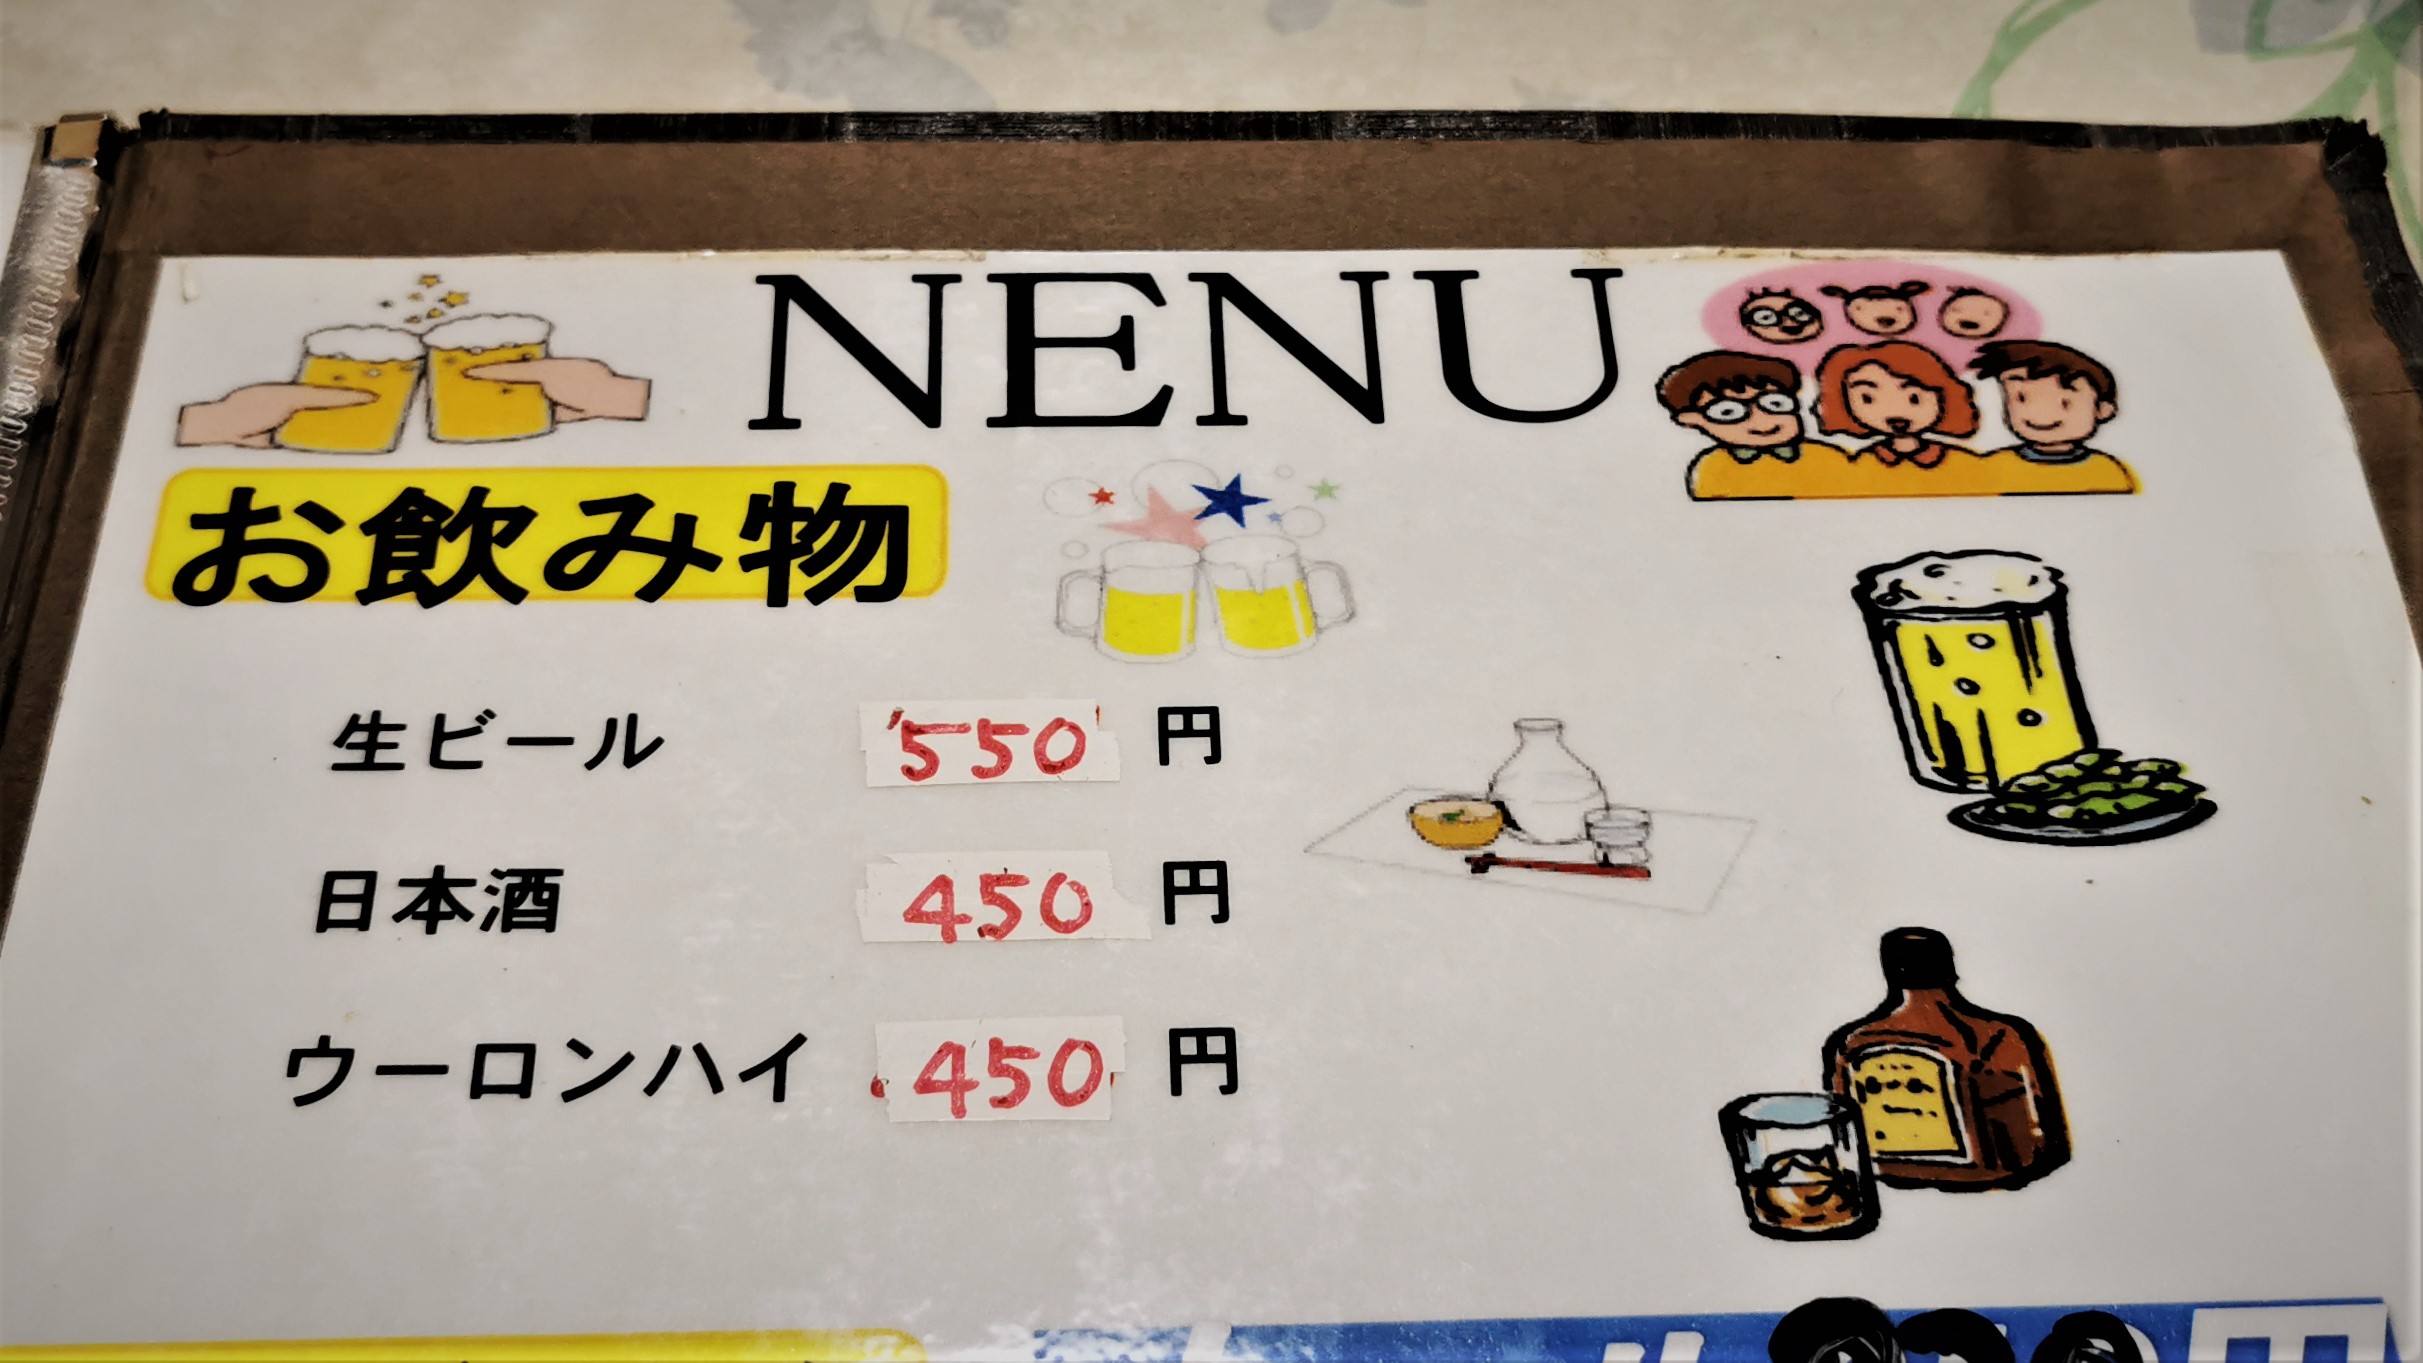 NENU
お飲み物
生ビール 550 円
日本酒 450 円
ウーロンハイ 450 円